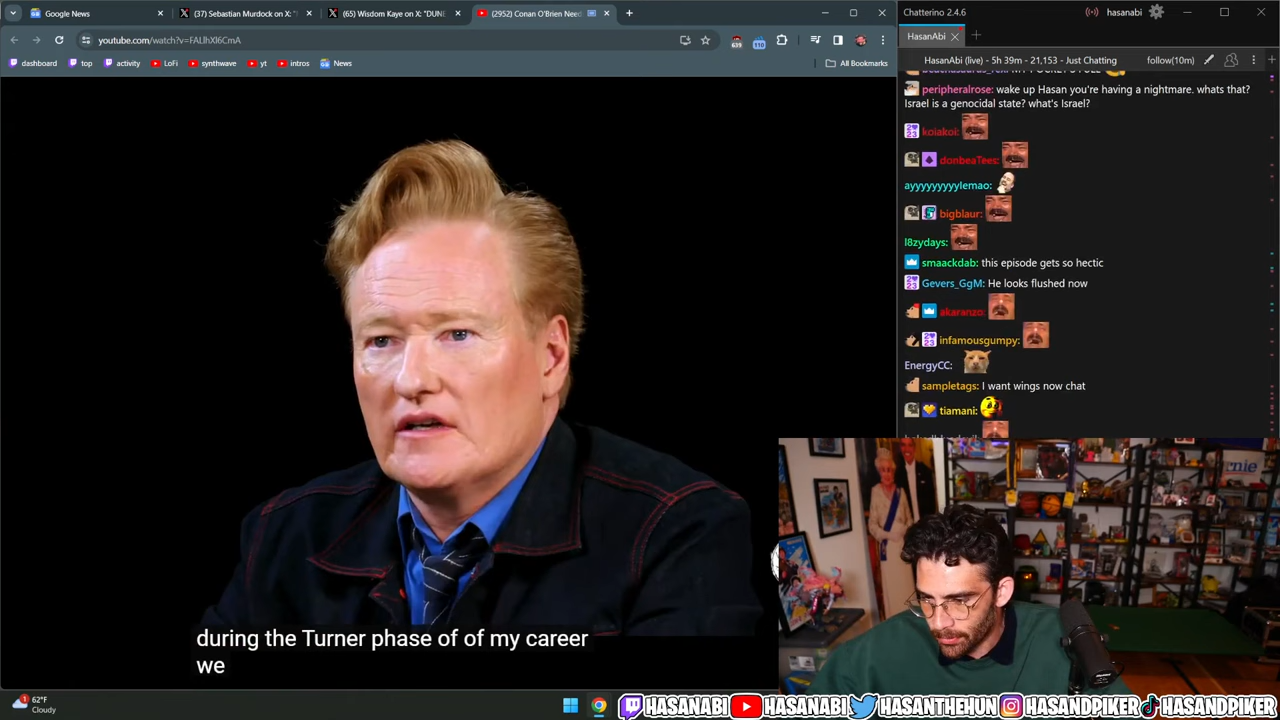 Google News
(37) Sebastian Murdock on X: "
(65) Wisdom Kaye on X: "DUNE
(2952) Conan O'Brien Need
Chatterino 2.4.6
hasanabi
youtube.com/watch?v=FALlhXl6CmA
639
110
HasanAbi
dashboard
top
activity
LoFi
synthwave
yt
intros
News
All Bookmarks
HasanAbi (live) - 5h 39m - 21,153 - Just Chatting
follow(10m)
peripheralrose: wake up Hasan you're having a nightmare. whats that?
Israel is a genocidal state? what's Israel?
koiakoi:
donbeaTees:
ayyyyyyyyylemao:
bigblaur:
l8zydays:
smaackdab: this episode gets so hectic
Gevers_GgM: He looks flushed now
akaranzo:
infamousgumpy:
EnergyCC:
sampletags: I want wings now chat
tiamani:
during the Turner phase of of my career
we
62°F
Cloudy
HASANABI
HASANABI
HASANTHEHUN
HASANDPIKER
HASANDPIKER